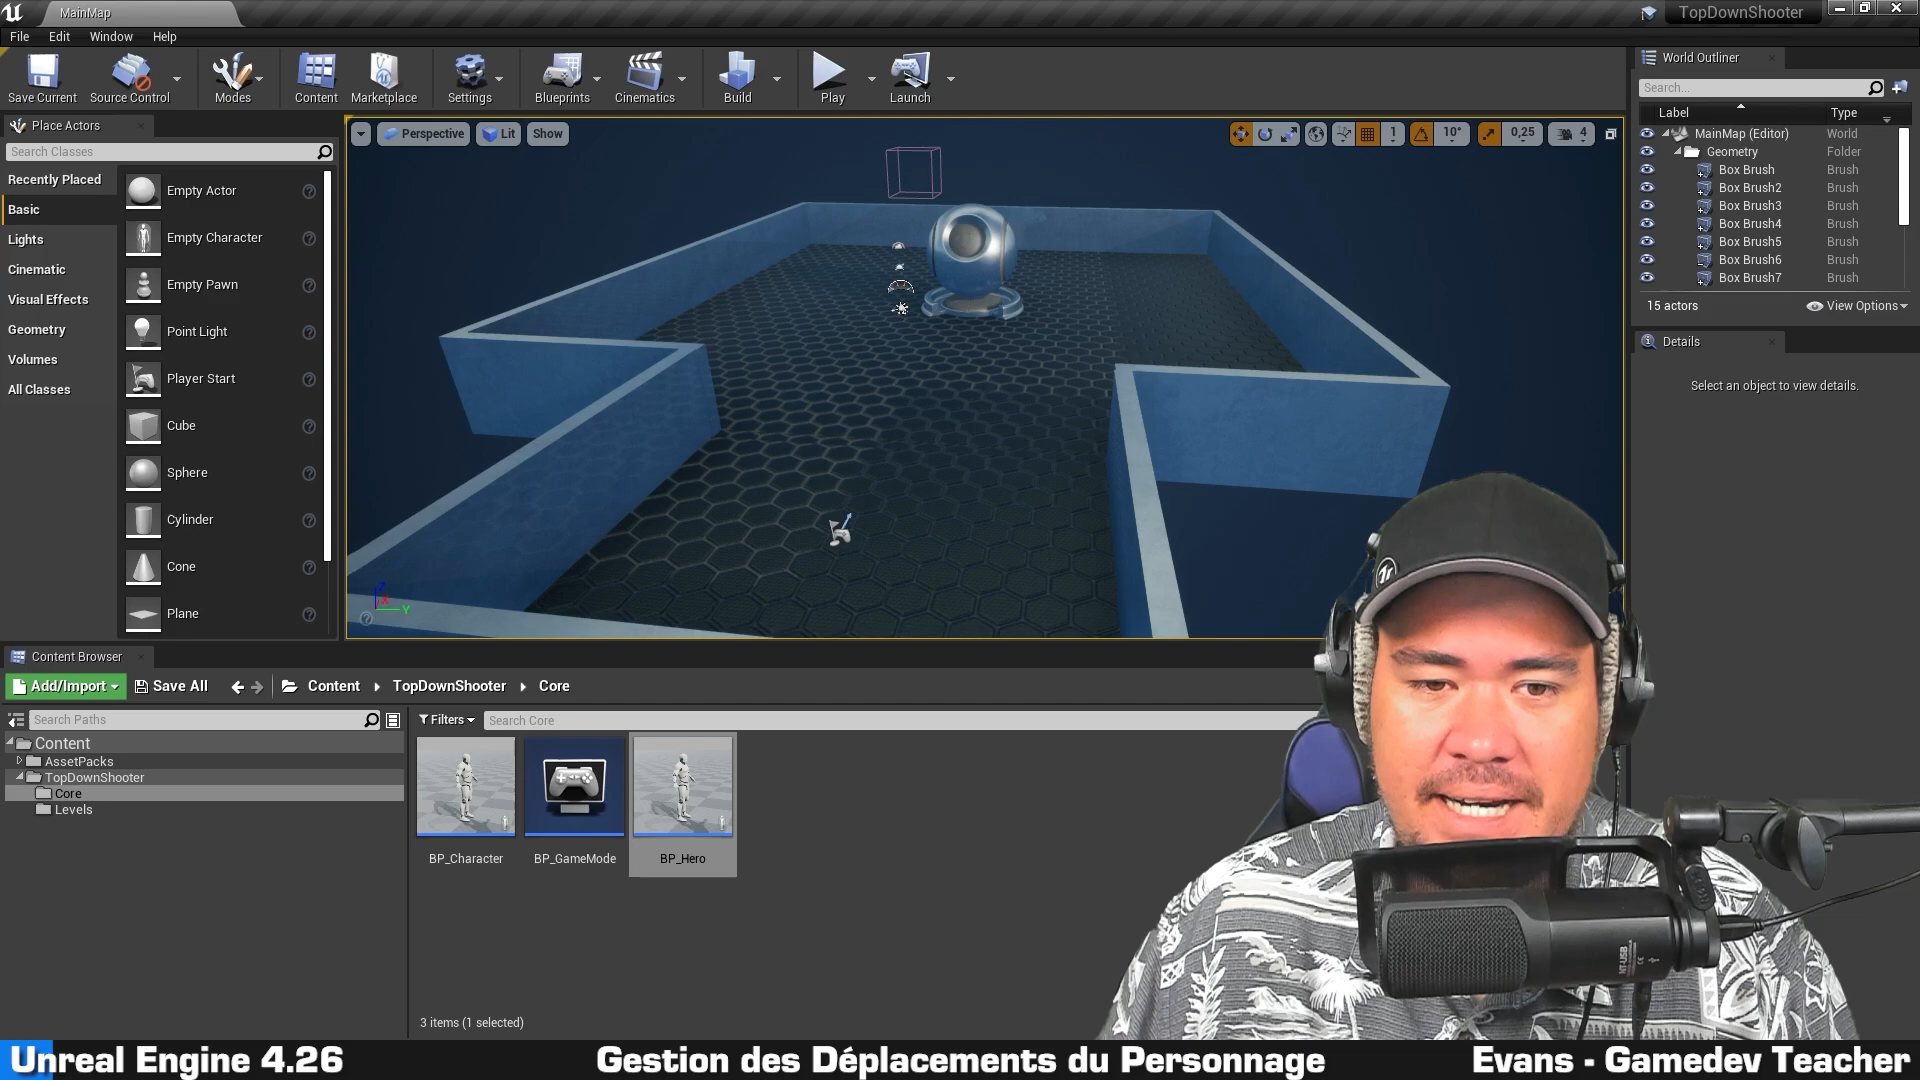 MainMap
TopDownShooter
File Edit Window Help
Save Current
Source Control
Modes
Content
Marketplace
Settings
Blueprints
Cinematics
Build
Play
Launch
Place Actors
Search Classes
Recently Placed
Basic
Lights
Cinematic
Visual Effects
Geometry
Volumes
All Classes
Empty Actor
Empty Character
Empty Pawn
Point Light
Player Start
Cube
Sphere
Cylinder
Cone
Plane
Perspective
Lit
Show
1
10°
0,25
4
Z
X
Y
World Outliner
Search...
Label Type
MainMap (Editor) World
Geometry Folder
Box Brush Brush
Box Brush2 Brush
Box Brush3 Brush
Box Brush4 Brush
Box Brush5 Brush
Box Brush6 Brush
Box Brush7 Brush
15 actors
View Options
Details
Select an object to view details.
Content Browser
Add/Import
Save All
Content
TopDownShooter
Core
Search Paths
Content
AssetPacks
TopDownShooter
Core
Levels
Filters
Search Core
BP_Character
BP_GameMode
BP_Hero
3 items (1 selected)
NT-USB
Unreal Engine 4.26
Gestion des Déplacements du Personnage
Evans - Gamedev Teacher